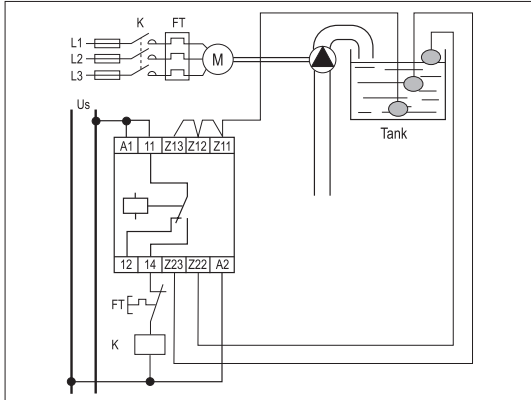 K FT
L1
L2
L3
M
Us
Tank
A1 11 Z13 Z12 Z11
12 14 Z23 Z22 A2
FT
K